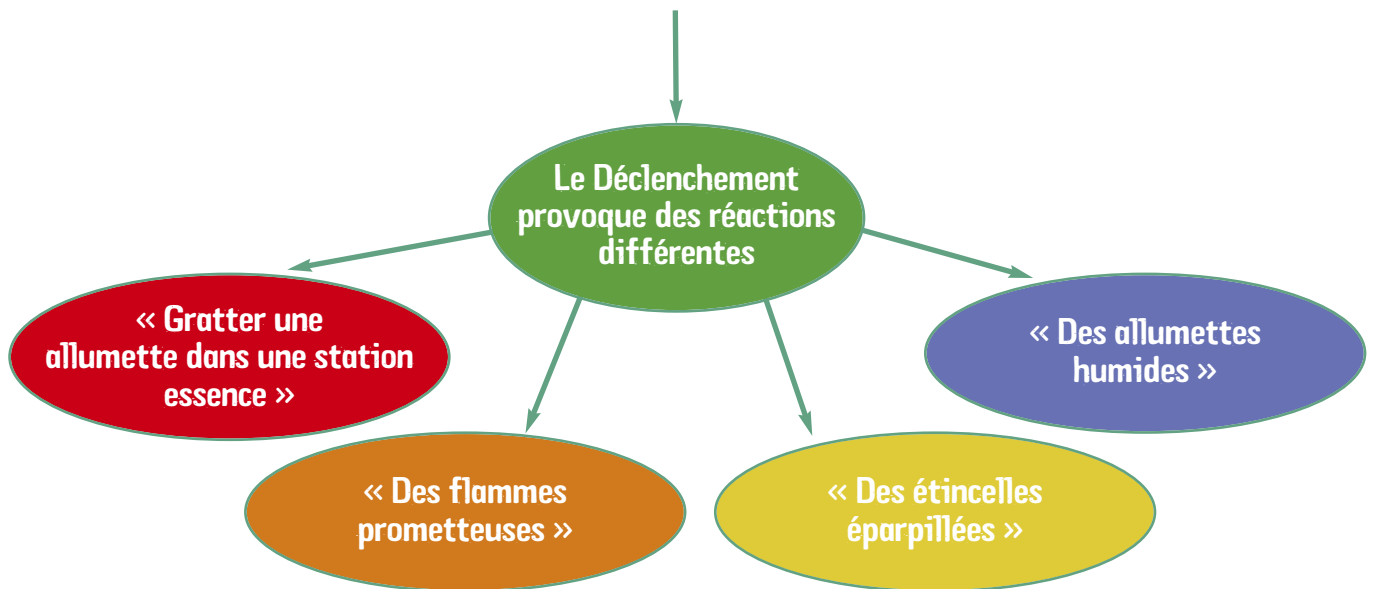 Le Déclenchement
provoque des réactions
différentes
« Gratter une
allumette dans une station
essence »
« Des allumettes
humides »
« Des flammes
prometteuses »
« Des étincelles
éparpillées »